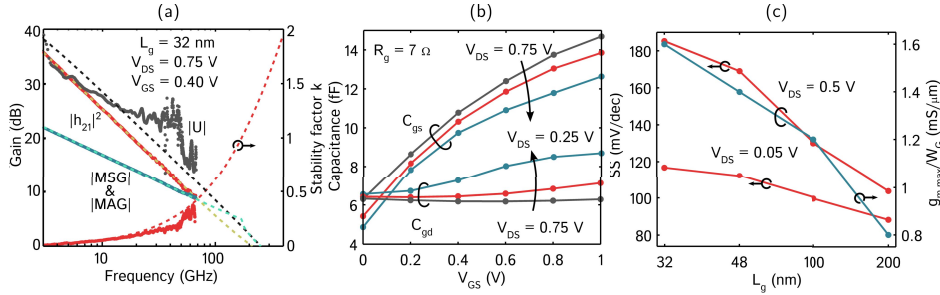 (a)
L_g = 32 nm
V_DS = 0.75 V
V_GS = 0.40 V
|h_21|^2
|U|
|MSG|
&
|MAG|
Gain (dB)
40
30
20
10
0
10
100
Frequency (GHz)
2
1.5
1
0.5
0
Stability factor k
(b)
R_g = 7 Ω
V_DS = 0.75 V
C_gs
V_DS = 0.25 V
C_gd
V_DS = 0.75 V
Capacitance (fF)
14
12
10
8
6
4
0
0.2
0.4
0.6
0.8
1
V_GS (V)
(c)
V_DS = 0.5 V
V_DS = 0.05 V
SS (mV/dec)
180
160
140
120
100
80
32
48
100
200
L_g (nm)
1.6
1.4
1.2
1
0.8
g_m,max/W_G (mS/μm)